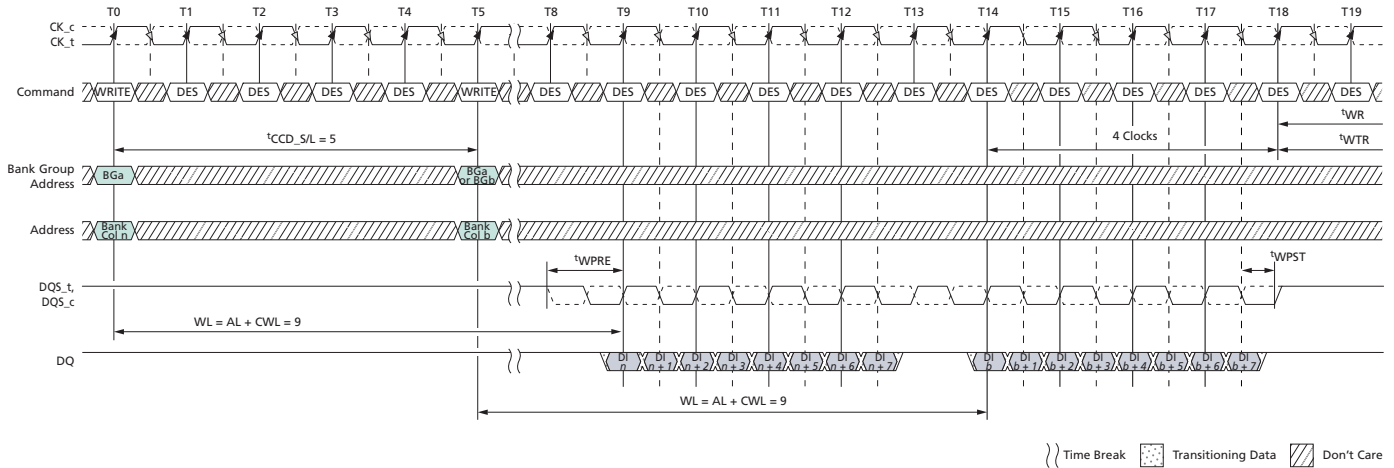 T0 T1 T2 T3 T4 T5 T8 T9 T10 T11 T12 T13 T14 T15 T16 T17 T18 T19
CK_c
CK_t
Command WRITE DES DES DES DES WRITE DES DES DES DES DES DES DES DES DES DES DES DES
tWR
tCCD_S/L = 5 4 Clocks tWTR
Bank Group
Address
BGa
BGa
or BGb
Address
Bank
Col n
Bank
Col b
tWPRE tWPST
DQS_t,
DQS_c
WL = AL + CWL = 9
DQ
DI
n
DI
n + 1
DI
n + 2
DI
n + 3
DI
n + 4
DI
n + 5
DI
n + 6
DI
n + 7
DI
b
DI
b + 1
DI
b + 2
DI
b + 3
DI
b + 4
DI
b + 5
DI
b + 6
DI
b + 7
WL = AL + CWL = 9
Time Break Transitioning Data Don't Care